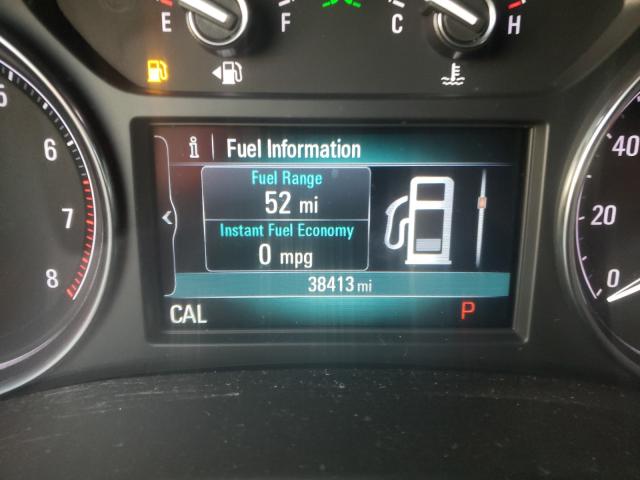 E F C H
5
6
7
8
i Fuel Information
Fuel Range
52 mi
Instant Fuel Economy
0 mpg
38413 mi
CAL P
40
20
0